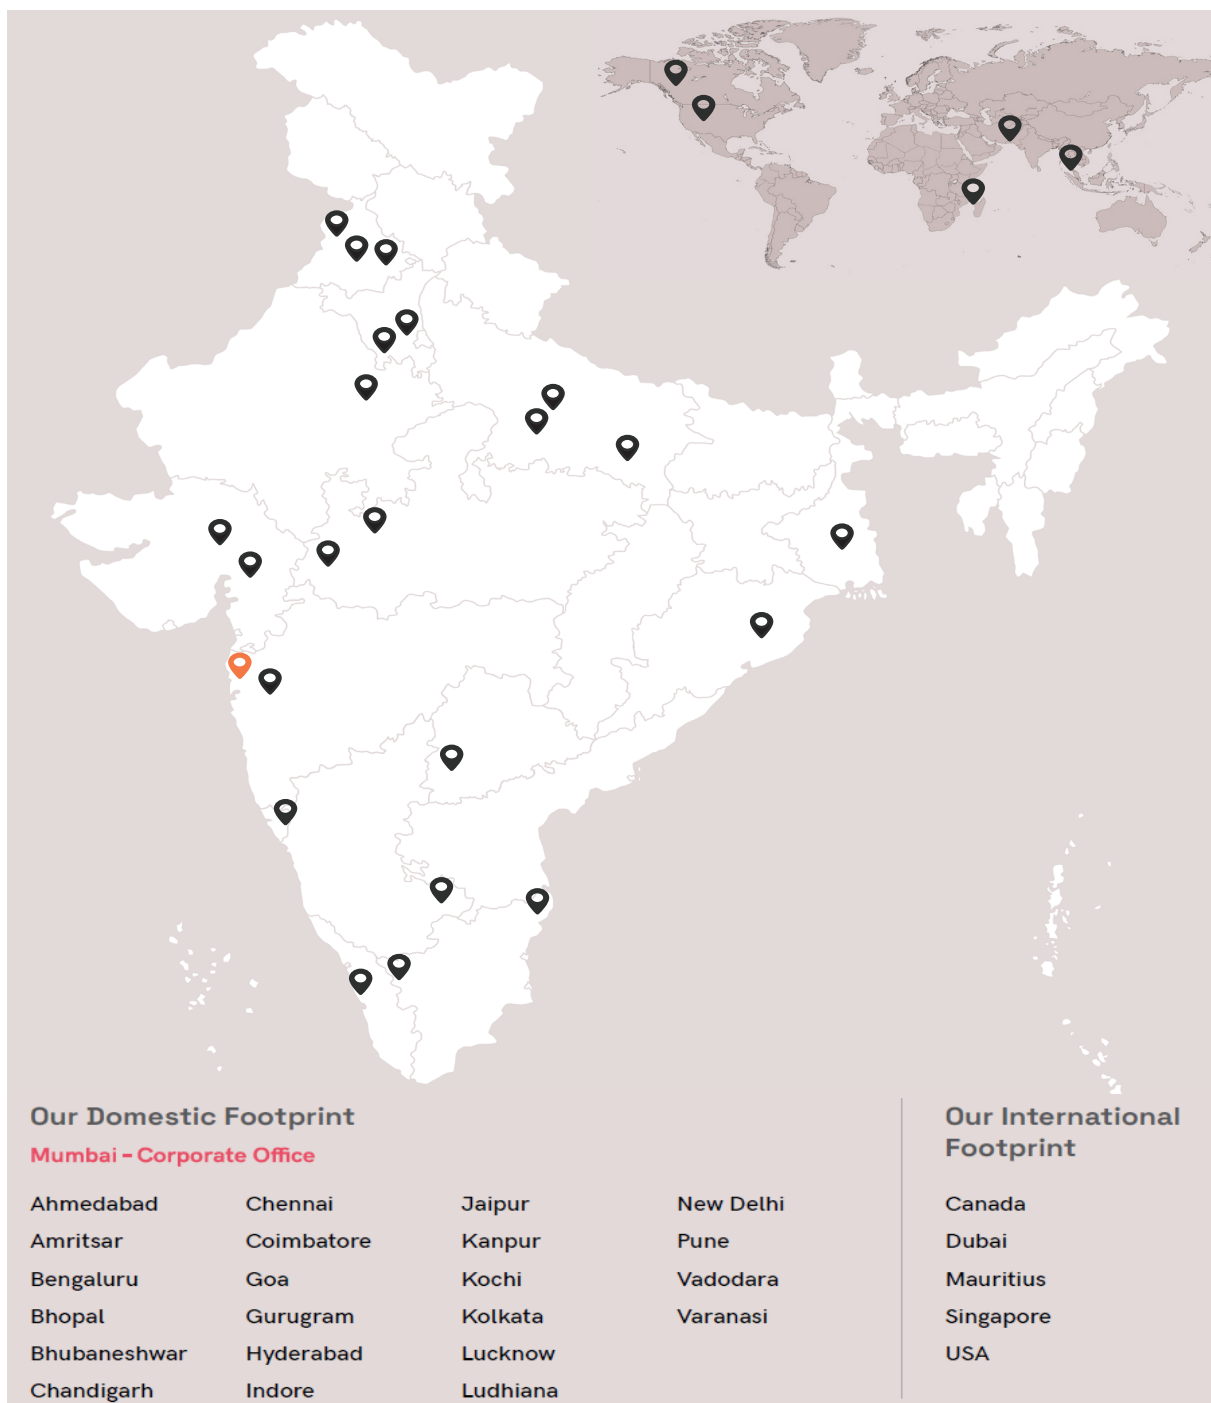 Our Domestic Footprint
Mumbai – Corporate Office
Ahmedabad
Amritsar
Bengaluru
Bhopal
Bhubaneshwar
Chandigarh
Chennai
Coimbatore
Goa
Gurugram
Hyderabad
Indore
Jaipur
Kanpur
Kochi
Kolkata
Lucknow
Ludhiana
New Delhi
Pune
Vadodara
Varanasi
Our International
Footprint
Canada
Dubai
Mauritius
Singapore
USA